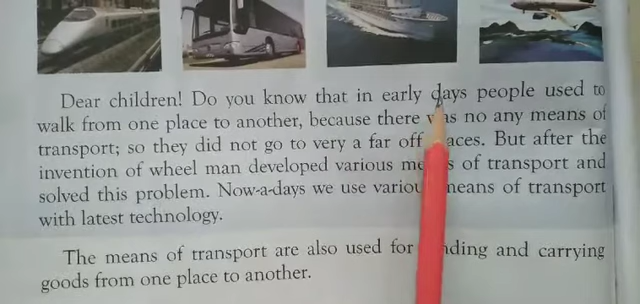 Dear children! Do you know that in early days people used to
walk from one place to another, because there was no any means of
transport; so they did not go to very a far off places. But after the
invention of wheel man developed various means of transport and
solved this problem. Now-a-days we use various means of transport
with latest technology.
The means of transport are also used for and carrying
goods from one place to another.